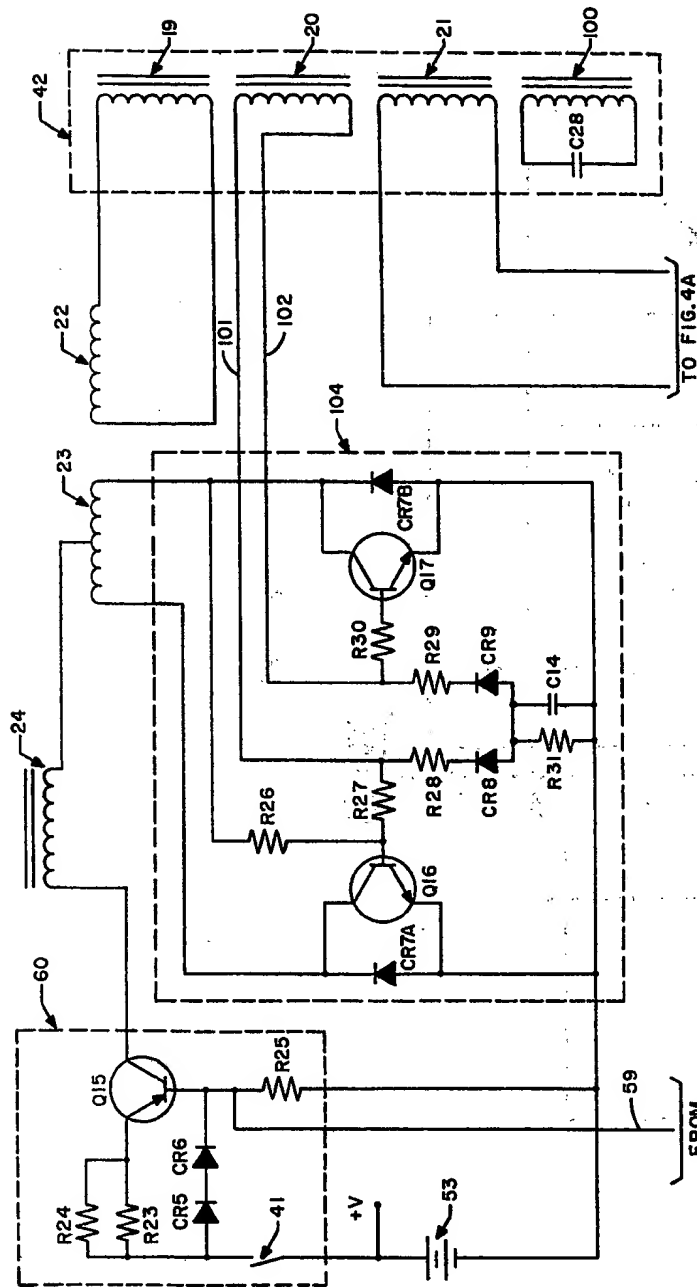 42
19
20
21
100
C28
22
101
102
TO FIG. 4A
23
104
CR7B
Q17
R30
R29
CR9
C14
R31
CR8
R28
R27
R26
Q16
CR7A
24
60
Q15
R25
R24
R23
CR6
CR5
41
+V
53
59
FROM